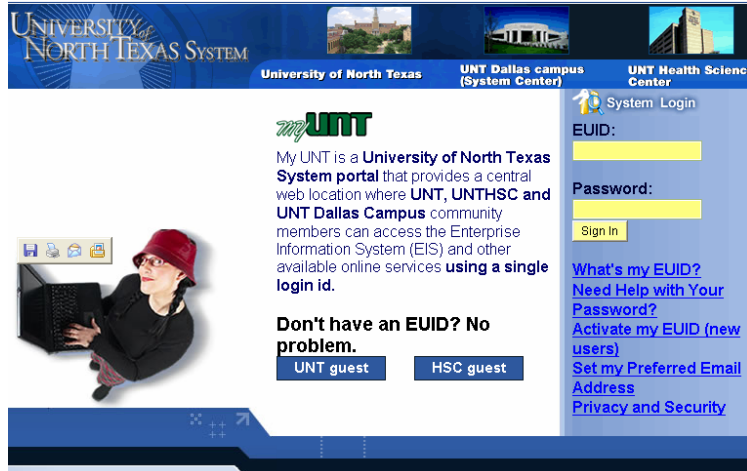 UNIVERSITY of
NORTH TEXAS SYSTEM
University of North Texas
UNT Dallas campus
(System Center)
UNT Health Scienc
Center
my UNT
My UNT is a University of North Texas
System portal that provides a central
web location where UNT, UNTHSC and
UNT Dallas Campus community
members can access the Enterprise
Information System (EIS) and other
available online services using a single
login id.
Don't have an EUID? No
problem.
UNT guest
HSC guest
System Login
EUID:
Password:
Sign In
What's my EUID?
Need Help with Your
Password?
Activate my EUID (new
users)
Set my Preferred Email
Address
Privacy and Security